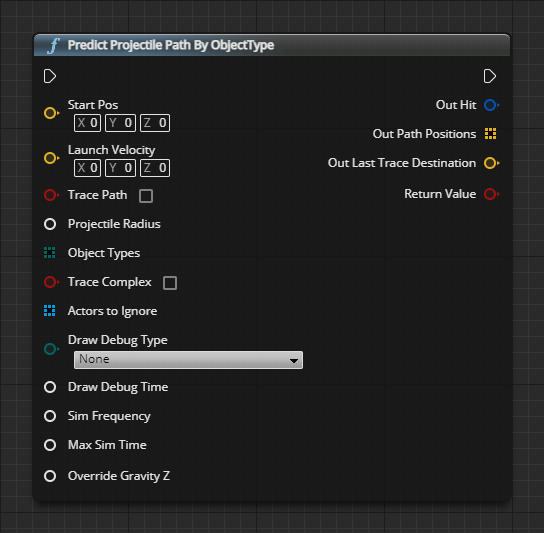 f Predict Projectile Path By ObjectType
Start Pos
X 0 Y 0 Z 0
Out Hit
Launch Velocity
X 0 Y 0 Z 0
Out Path Positions
Out Last Trace Destination
Trace Path
Return Value
Projectile Radius
Object Types
Trace Complex
Actors to Ignore
Draw Debug Type
None
Draw Debug Time
Sim Frequency
Max Sim Time
Override Gravity Z